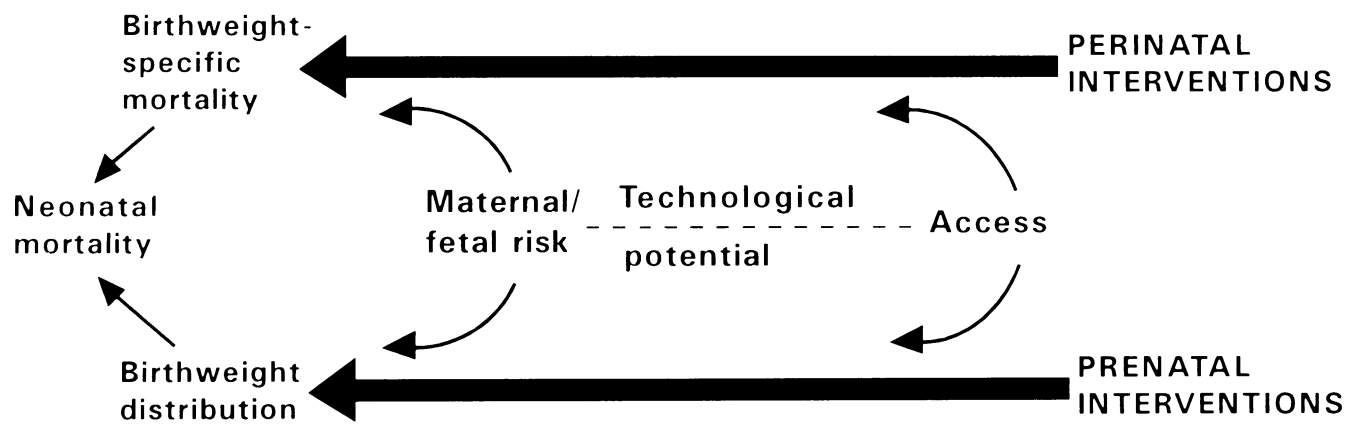 Birthweight-
specific
mortality
PERINATAL
INTERVENTIONS
Neonatal
mortality
Maternal/
fetal risk
Technological
potential
Access
Birthweight
distribution
PRENATAL
INTERVENTIONS